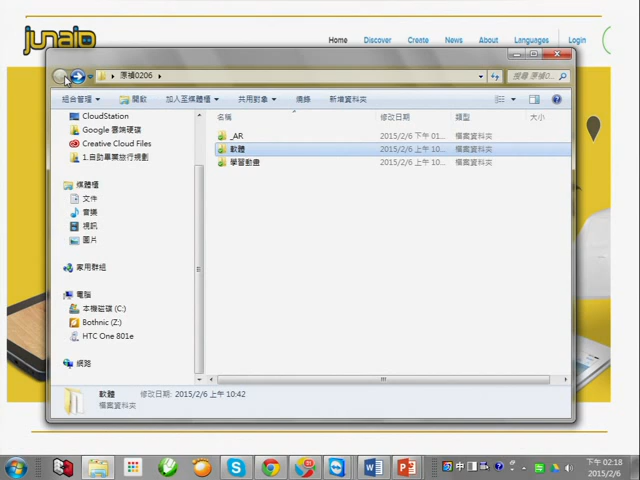 junaio
Home Discover Create News About Languages Login
原禎0206
搜尋 原禎0...
組合管理 開啟 加入至媒體櫃 共用對象 燒錄 新增資料夾
名稱 修改日期 類型 大小
CloudStation
Google 雲端硬碟
Creative Cloud Files
1.自助畢業旅行規劃
媒體櫃
文件
音樂
視訊
圖片
家用群組
電腦
本機磁碟 (C:)
Bothnic (Z:)
HTC One 801e
網路
_AR 2015/2/6 下午 01... 檔案資料夾
軟體 2015/2/6 上午 10... 檔案資料夾
學習動畫 2015/2/6 上午 10... 檔案資料夾
軟體 修改日期: 2015/2/6 上午 10:42
檔案資料夾
中
下午 02:18
2015/2/6